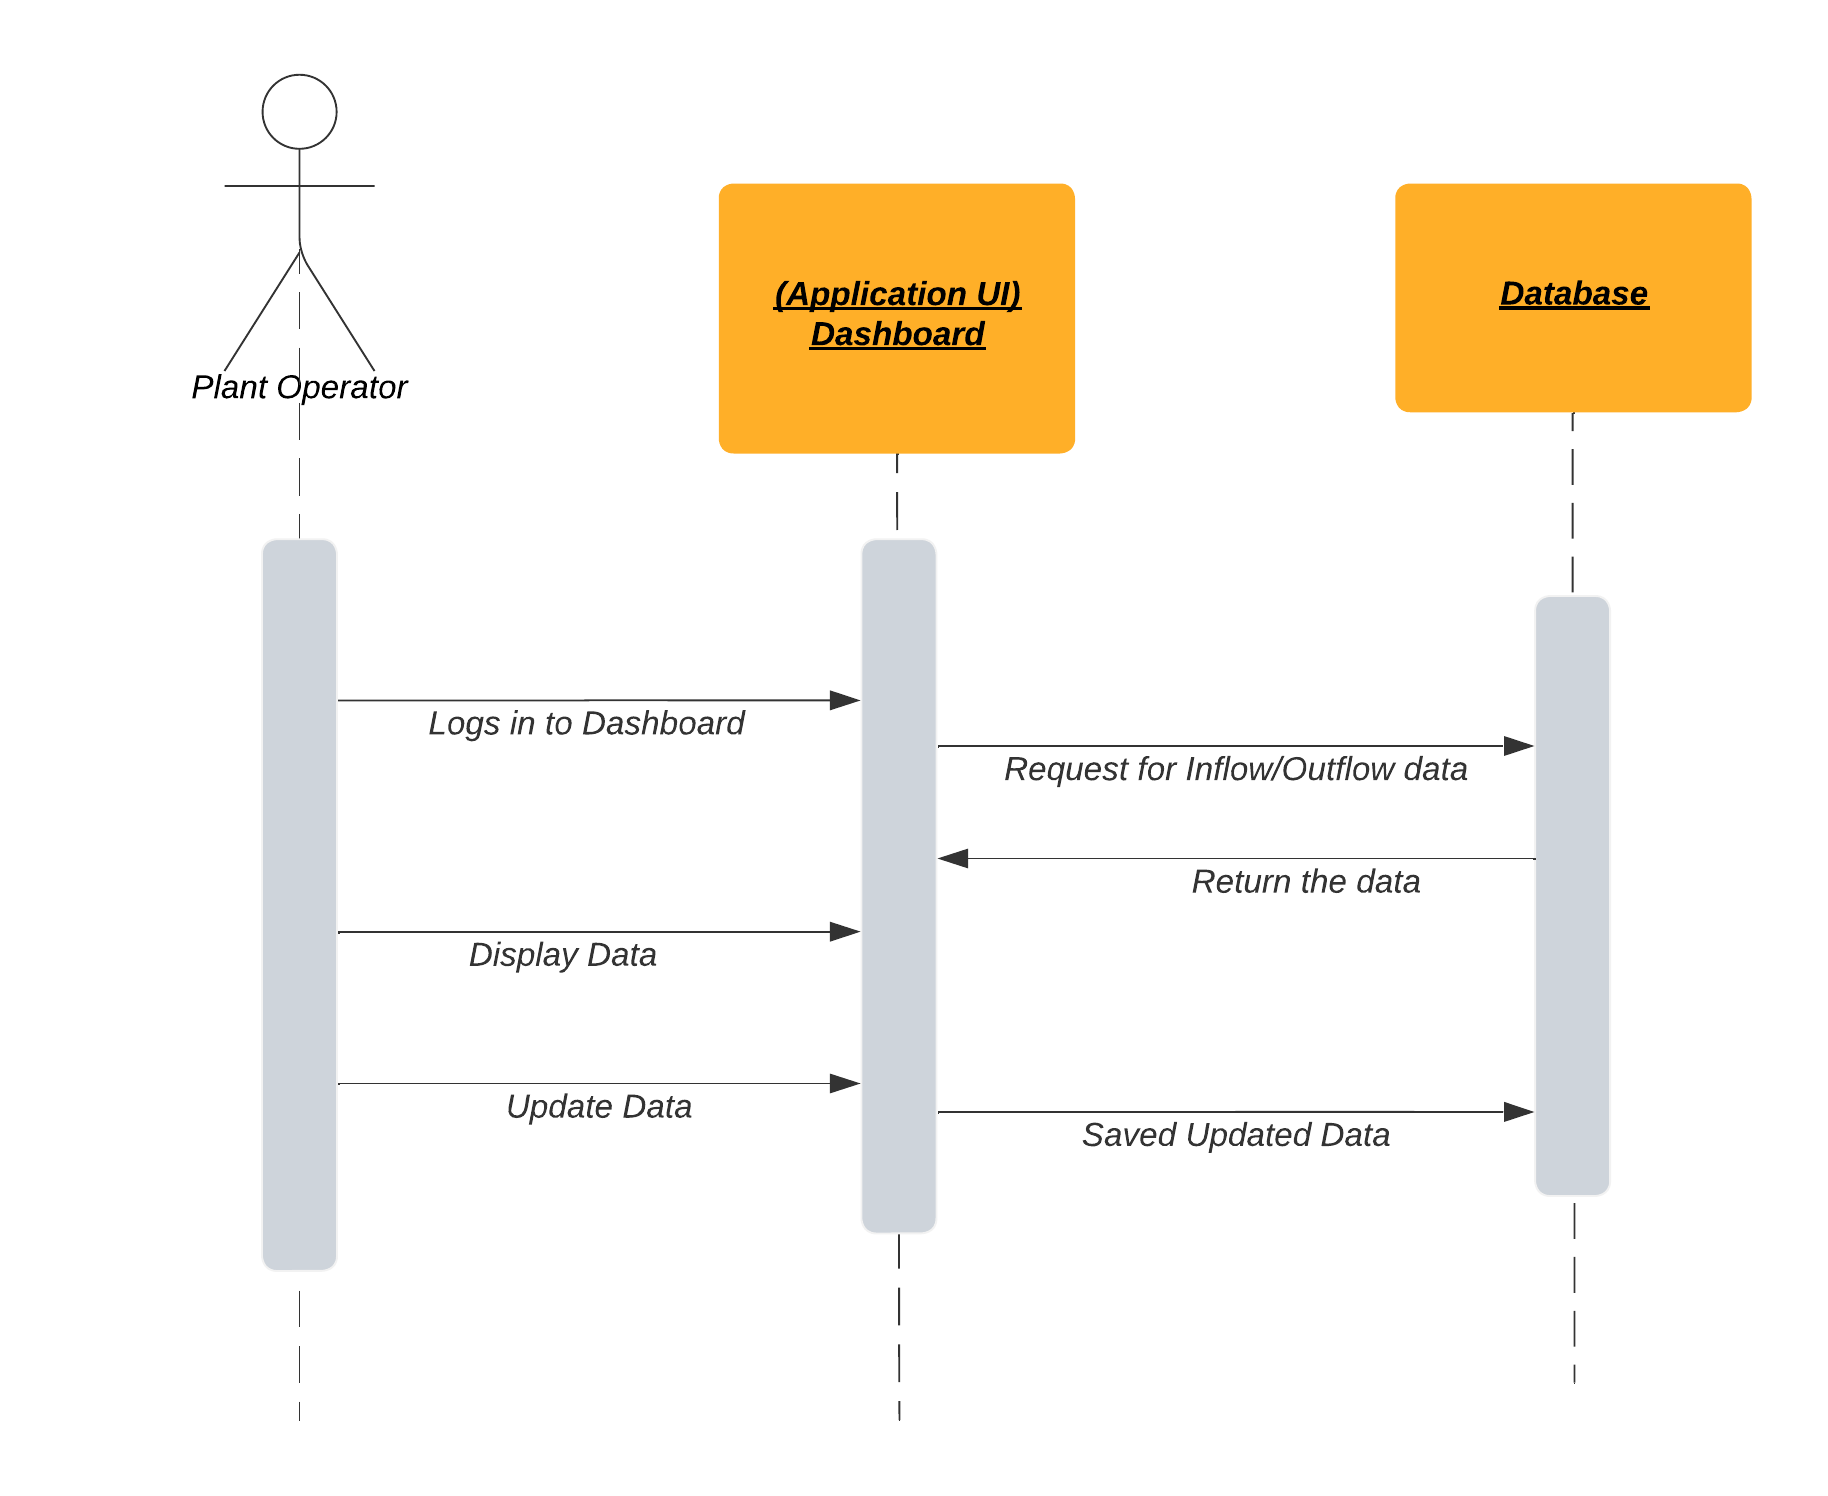 Plant Operator
(Application UI)
Dashboard
Database
Logs in to Dashboard
Request for Inflow/Outflow data
Return the data
Display Data
Update Data
Saved Updated Data